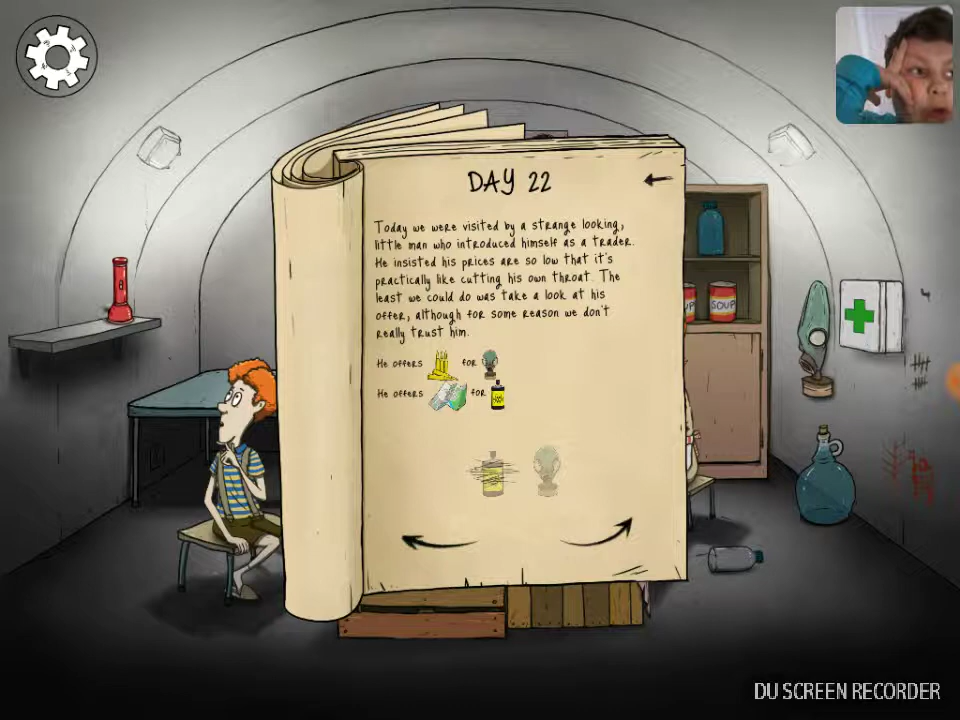 DAY 22
Today we were visited by a strange looking,
little man who introduced himself as a trader.
He insisted his prices are so low that it's
practically like cutting his own throat. The
least we could do was take a look at his
offer, although for some reason we don't
really trust him.
He offers for
He offers for
SOUP
DU SCREEN RECORDER